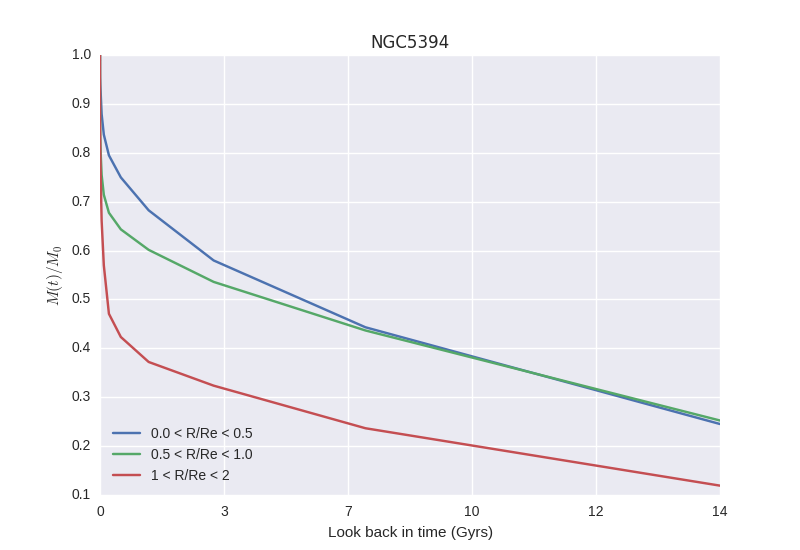 NGC5394
1.0
0.9
0.8
0.7
0.6
0.5
0.4
0.3
0.2
0.1
M(t)/M₀
0.0 < R/Re < 0.5
0.5 < R/Re < 1.0
1 < R/Re < 2
0 3 7 10 12 14
Look back in time (Gyrs)